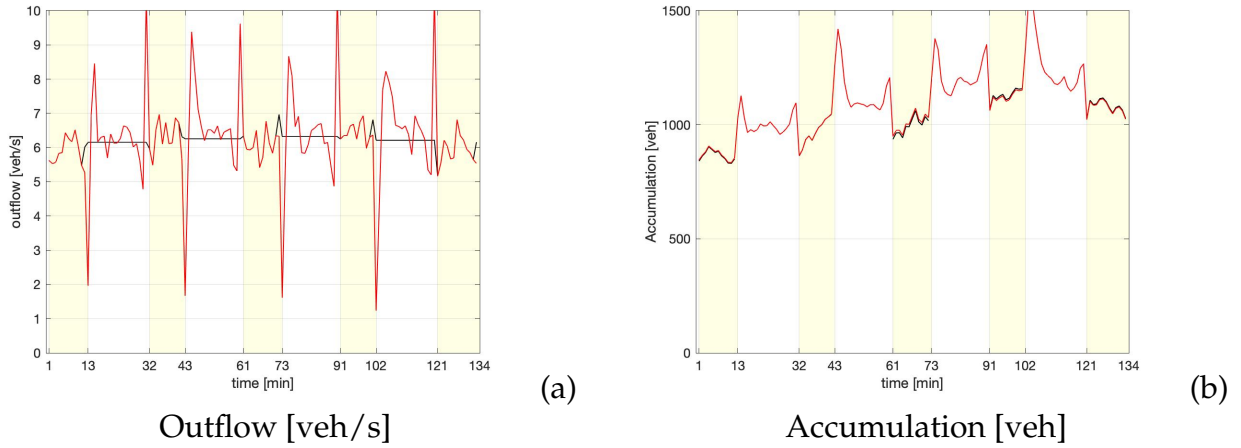 10
9
8
7
6
5
4
3
2
1
0
outflow [veh/s]
1 13 32 43 61 73 91 102 121 134
time [min]
(a)
Outflow [veh/s]
1500
1000
500
0
Accumulation [veh]
1 13 32 43 61 73 91 102 121 134
time [min]
(b)
Accumulation [veh]